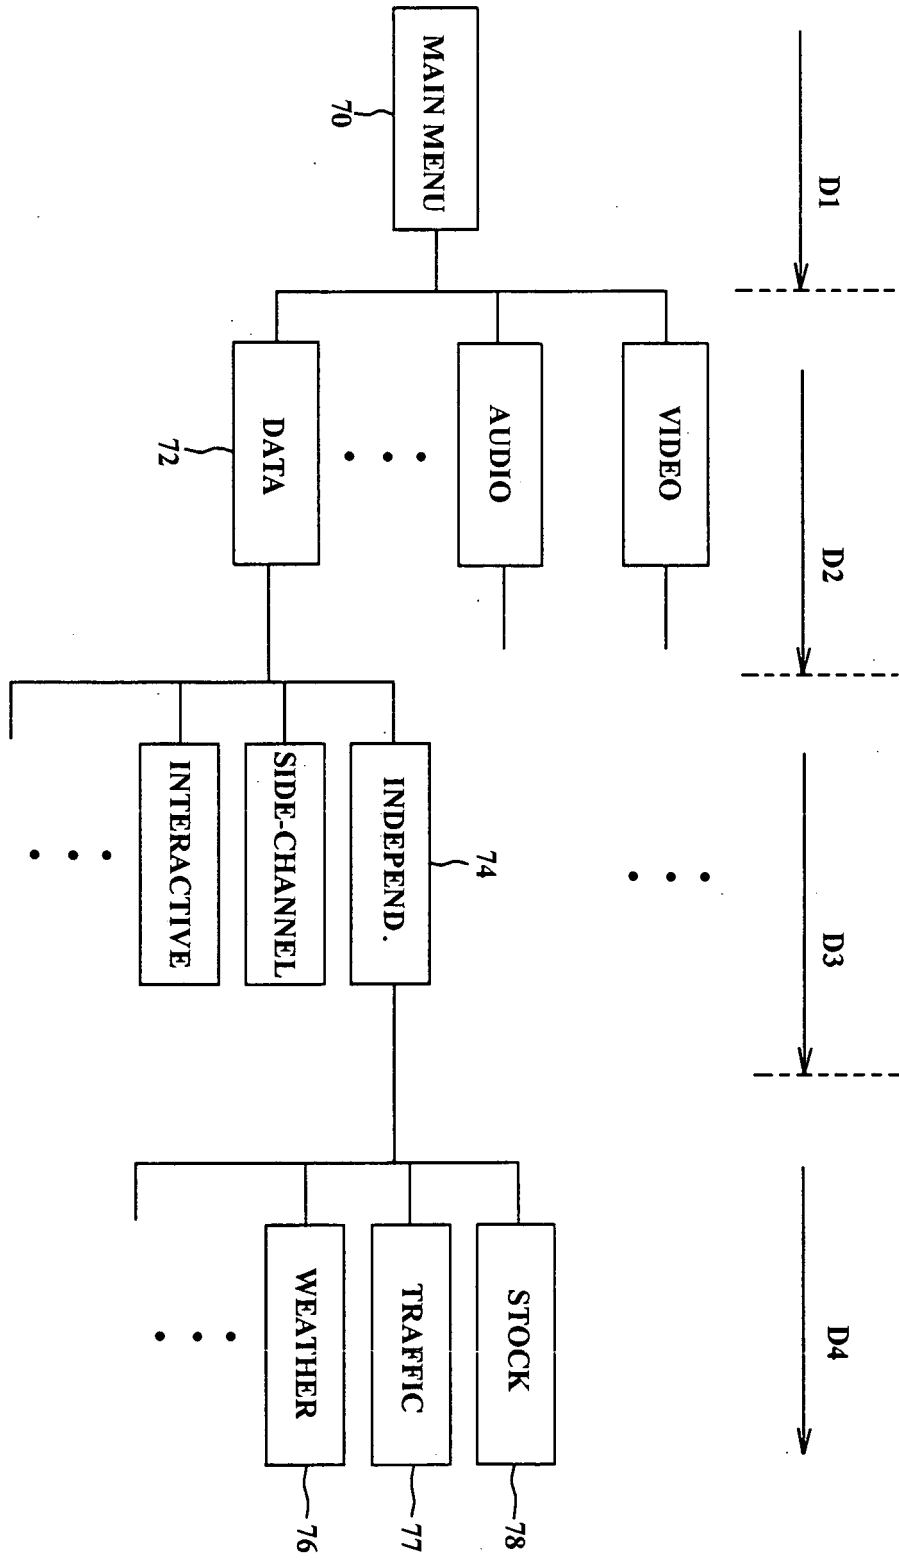 D1
D2
D3
D4
MAIN MENU
70
VIDEO
AUDIO
DATA
72
74
INDEPEND.
SIDE-CHANNEL
INTERACTIVE
STOCK
78
TRAFFIC
77
WEATHER
76